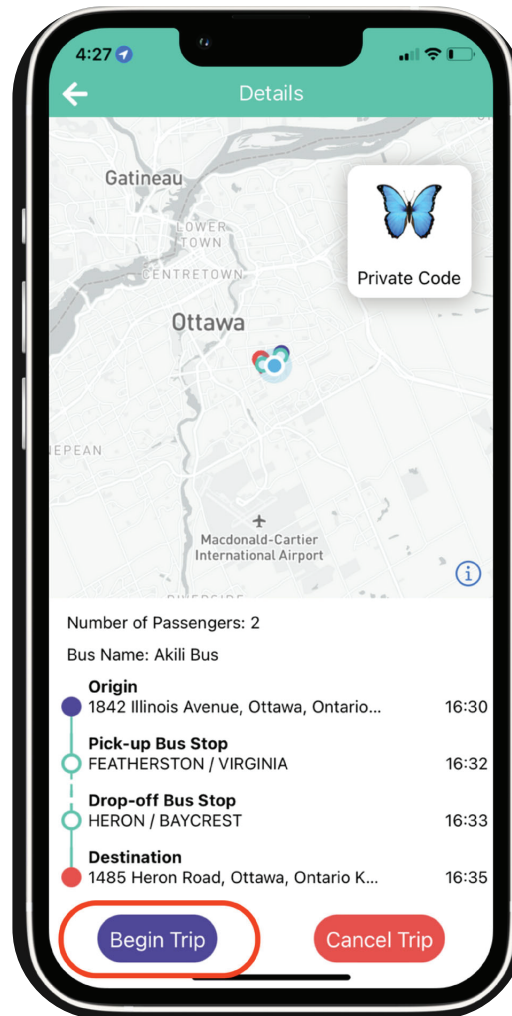 4:27
Details
Gatineau
LOWER
TOWN
CENTRETOWN
Private Code
Ottawa
EPEAN
Macdonald-Cartier
International Airport
Number of Passengers: 2
Bus Name: Akili Bus
Origin
1842 Illinois Avenue, Ottawa, Ontario... 16:30
Pick-up Bus Stop
FEATHERSTON / VIRGINIA 16:32
Drop-off Bus Stop
HERON / BAYCREST 16:33
Destination
1485 Heron Road, Ottawa, Ontario K... 16:35
Begin Trip Cancel Trip